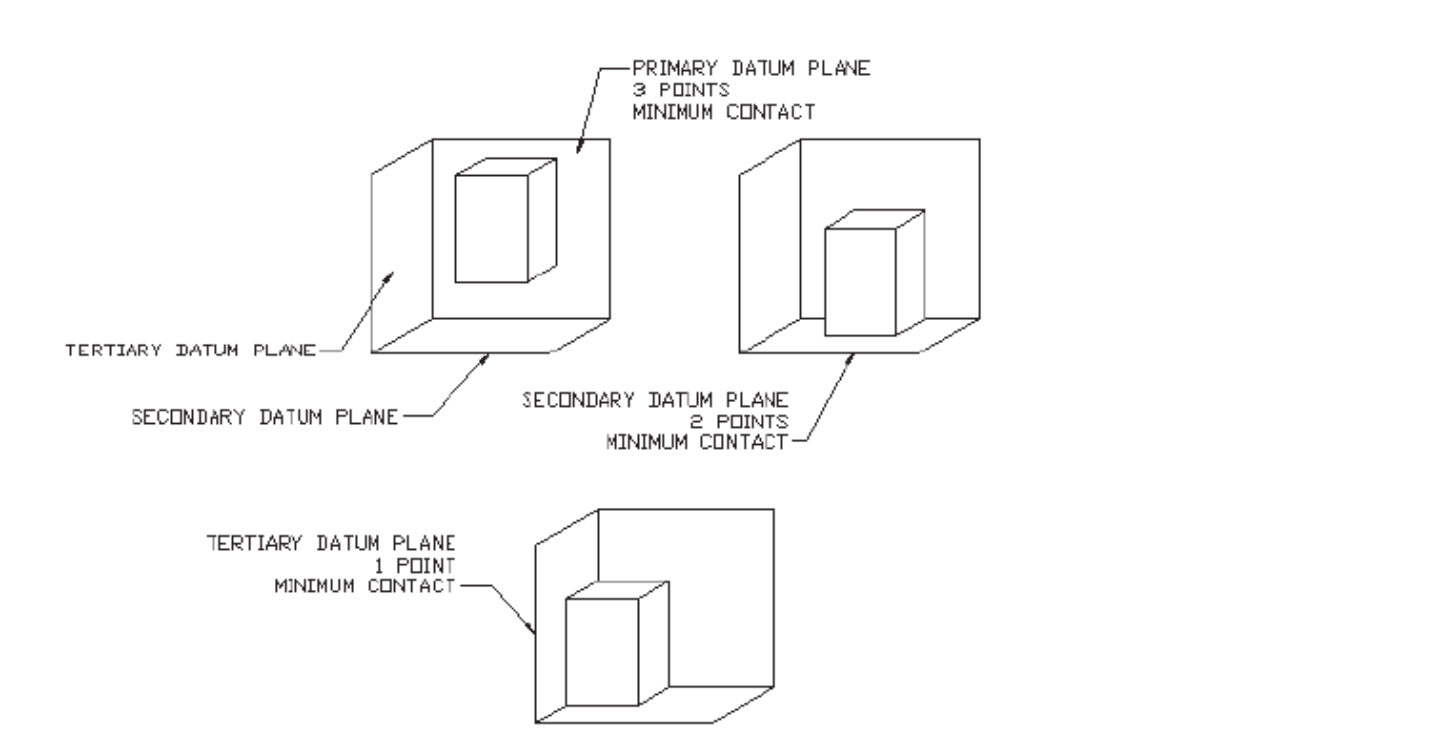 PRIMARY DATUM PLANE
3 POINTS
MINIMUM CONTACT
TERTIARY DATUM PLANE
SECONDARY DATUM PLANE
SECONDARY DATUM PLANE
2 POINTS
MINIMUM CONTACT
TERTIARY DATUM PLANE
1 POINT
MINIMUM CONTACT